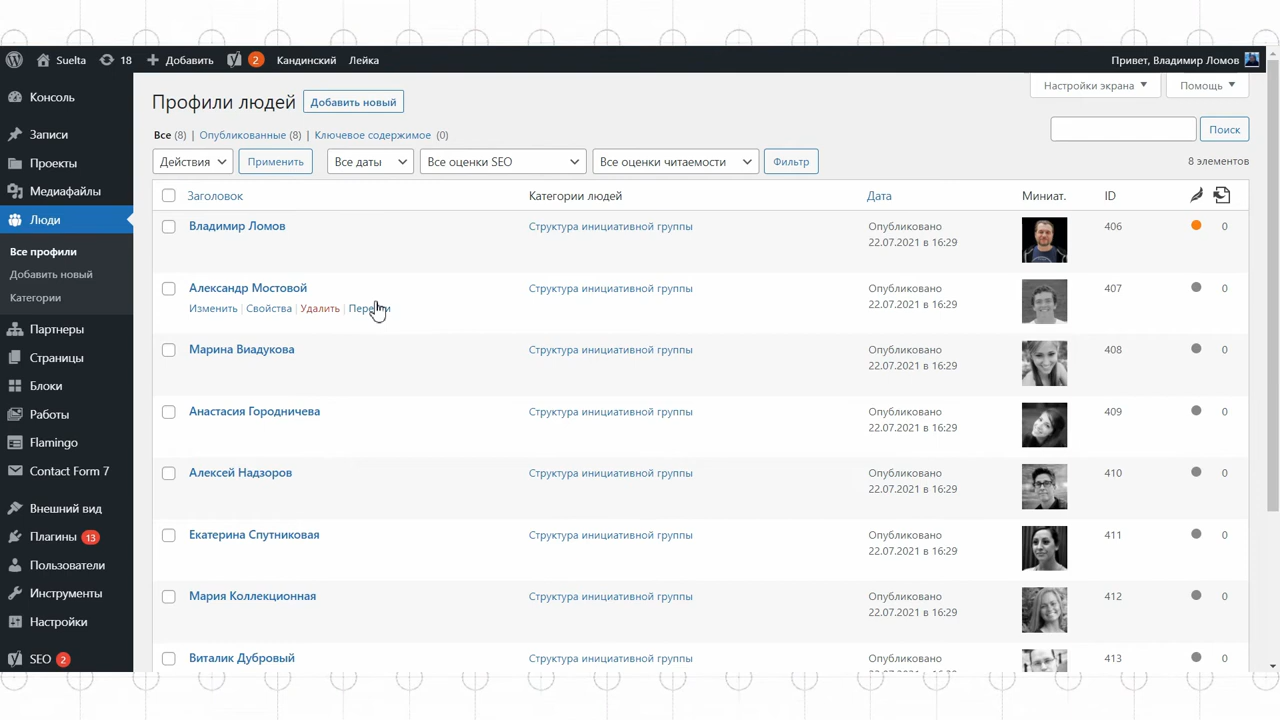 Suelta 18 Добавить 2 Кандинский Лейка Привет, Владимир Ломов
Консоль
Записи
Проекты
Медиафайлы
Люди
Все профили
Добавить новый
Категории
Партнеры
Страницы
Блоки
Работы
Flamingo
Contact Form 7
Внешний вид
Плагины 13
Пользователи
Инструменты
Настройки
SEO 2
Настройки экрана Помощь
Профили людей Добавить новый
Все (8) | Опубликованные (8) | Ключевое содержимое (0)
Поиск
Действия Применить Все даты Все оценки SEO Все оценки читаемости Фильтр
8 элементов
Заголовок Категории людей Дата Миниат. ID
Владимир Ломов Структура инициативной группы Опубликовано 406 0
22.07.2021 в 16:29
Александр Мостовой Структура инициативной группы Опубликовано 407 0
Изменить | Свойства | Удалить | Перейти 22.07.2021 в 16:29
Марина Виадукова Структура инициативной группы Опубликовано 408 0
22.07.2021 в 16:29
Анастасия Городничева Структура инициативной группы Опубликовано 409 0
22.07.2021 в 16:29
Алексей Надзоров Структура инициативной группы Опубликовано 410 0
22.07.2021 в 16:29
Екатерина Спутниковая Структура инициативной группы Опубликовано 411 0
22.07.2021 в 16:29
Мария Коллекционная Структура инициативной группы Опубликовано 412 0
22.07.2021 в 16:29
Виталик Дубровый Структура инициативной группы Опубликовано 413 0